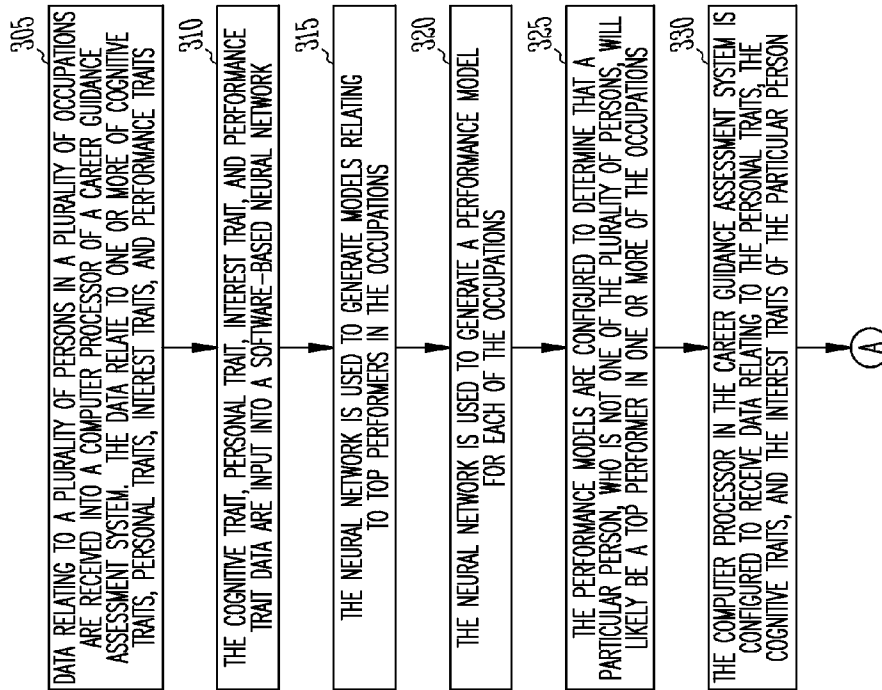 305
DATA RELATING TO A PLURALITY OF PERSONS IN A PLURALITY OF OCCUPATIONS
ARE RECEIVED INTO A COMPUTER PROCESSOR OF A CAREER GUIDANCE
ASSESSMENT SYSTEM. THE DATA RELATE TO ONE OR MORE OF COGNITIVE
TRAITS, PERSONAL TRAITS, INTEREST TRAITS, AND PERFORMANCE TRAITS
310
THE COGNITIVE TRAIT, PERSONAL TRAIT, INTEREST TRAIT, AND PERFORMANCE
TRAIT DATA ARE INPUT INTO A SOFTWARE-BASED NEURAL NETWORK
315
THE NEURAL NETWORK IS USED TO GENERATE MODELS RELATING
TO TOP PERFORMERS IN THE OCCUPATIONS
320
THE NEURAL NETWORK IS USED TO GENERATE A PERFORMANCE MODEL
FOR EACH OF THE OCCUPATIONS
325
THE PERFORMANCE MODELS ARE CONFIGURED TO DETERMINE THAT A
PARTICULAR PERSON, WHO IS NOT ONE OF THE PLURALITY OF PERSONS, WILL
LIKELY BE A TOP PERFORMER IN ONE OR MORE OF THE OCCUPATIONS
330
THE COMPUTER PROCESSOR IN THE CAREER GUIDANCE ASSESSMENT SYSTEM IS
CONFIGURED TO RECEIVE DATA RELATING TO THE PERSONAL TRAITS, THE
COGNITIVE TRAITS, AND THE INTEREST TRAITS OF THE PARTICULAR PERSON
A